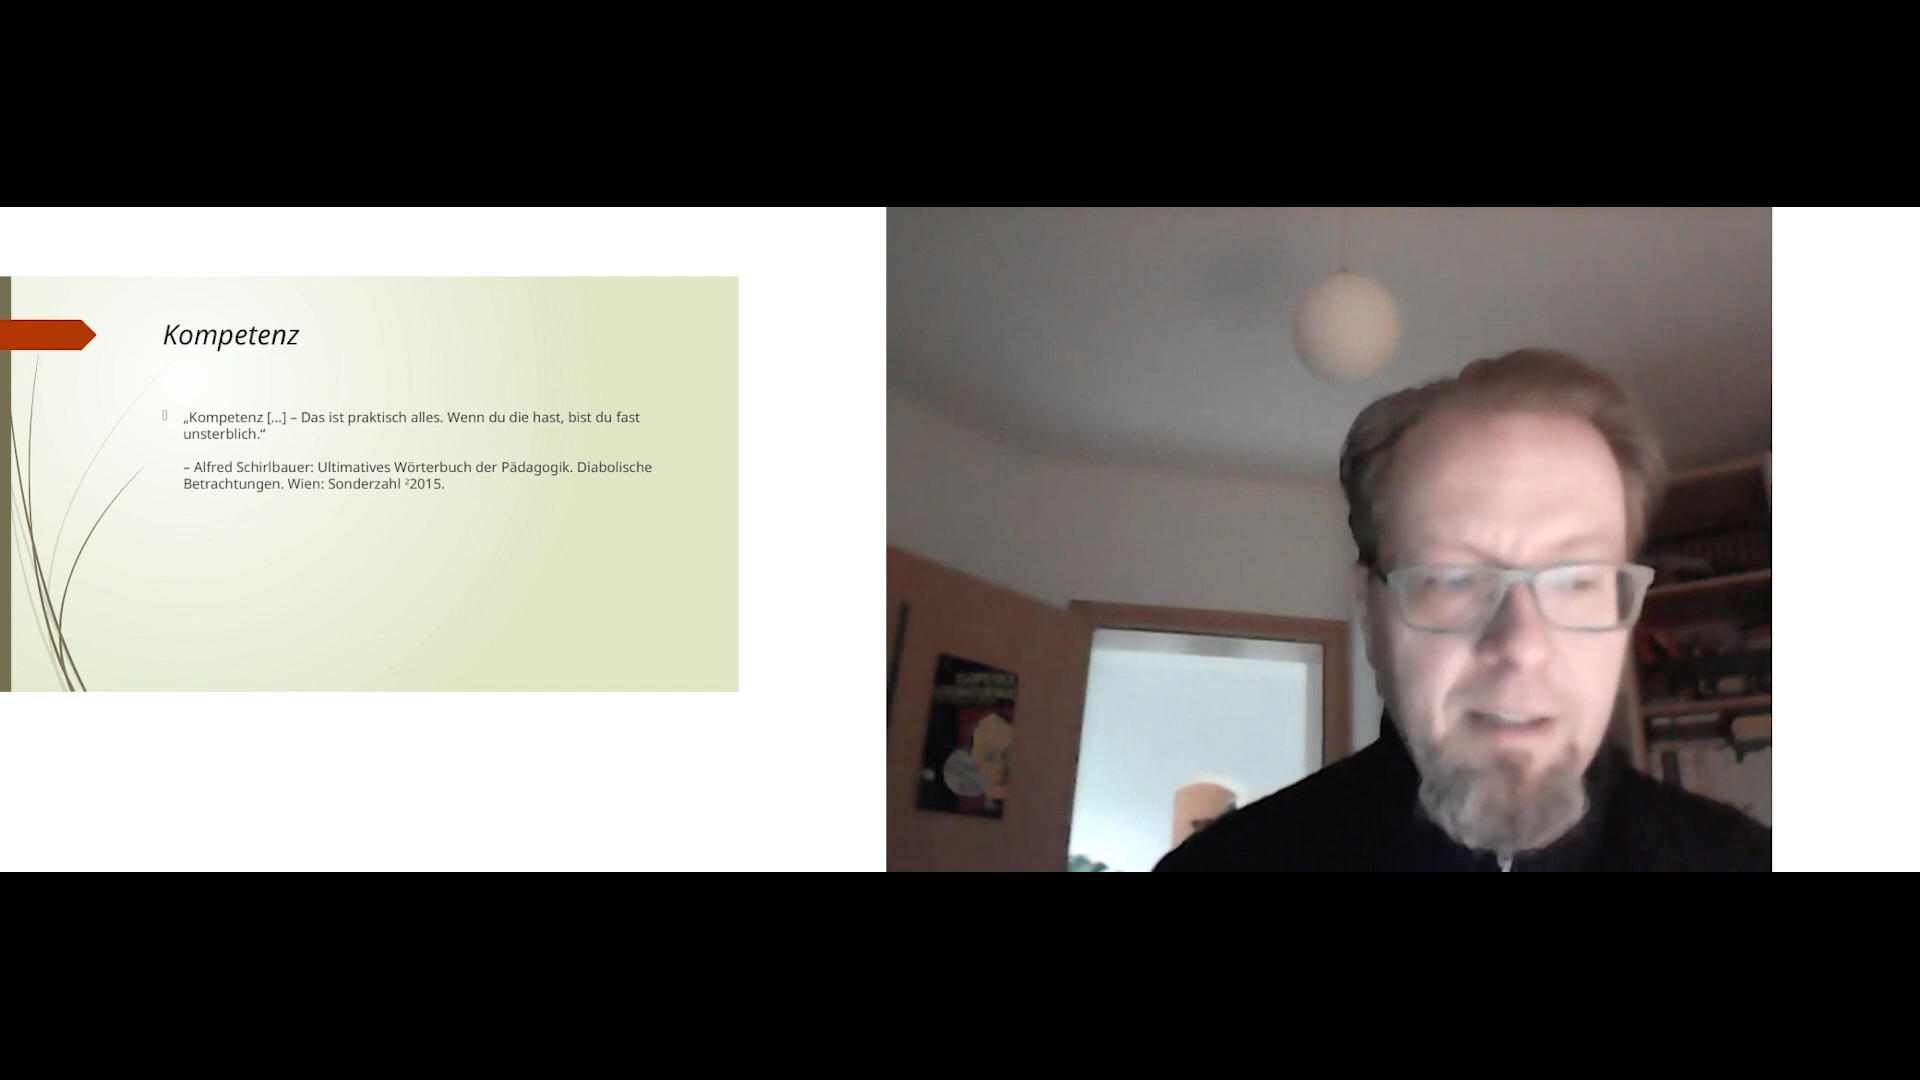 Kompetenz
„Kompetenz […] – Das ist praktisch alles. Wenn du die hast, bist du fast
unsterblich.“
– Alfred Schirlbauer: Ultimatives Wörterbuch der Pädagogik. Diabolische
Betrachtungen. Wien: Sonderzahl ²2015.